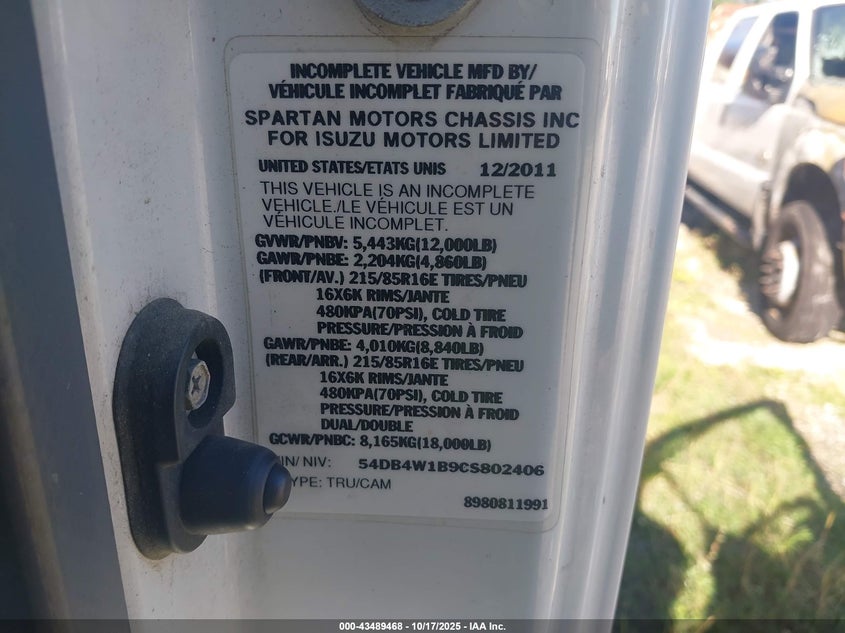 INCOMPLETE VEHICLE MFD BY/
VÉHICULE INCOMPLET FABRIQUÉ PAR
SPARTAN MOTORS CHASSIS INC
FOR ISUZU MOTORS LIMITED
UNITED STATES/ETATS UNIS 12/2011
THIS VEHICLE IS AN INCOMPLETE
VEHICLE./LE VÉHICULE EST UN
VÉHICULE INCOMPLET.
GVWR/PNBV: 5,443KG(12,000LB)
GAWR/PNBE: 2,204KG(4,860LB)
(FRONT/AV.) 215/85R16E TIRES/PNEU
16X6K RIMS/JANTE
480KPA(70PSI), COLD TIRE
PRESSURE/PRESSION À FROID
GAWR/PNBE: 4,010KG(8,840LB)
(REAR/ARR.) 215/85R16E TIRES/PNEU
16X6K RIMS/JANTE
480KPA(70PSI), COLD TIRE
PRESSURE/PRESSION À FROID
DUAL/DOUBLE
GCWR/PNBC: 8,165KG(18,000LB)
IN/ NIV: 54DB4W1B9CS802406
YPE: TRU/CAM
8980811991
000-43489468 - 10/17/2025 - IAA Inc.